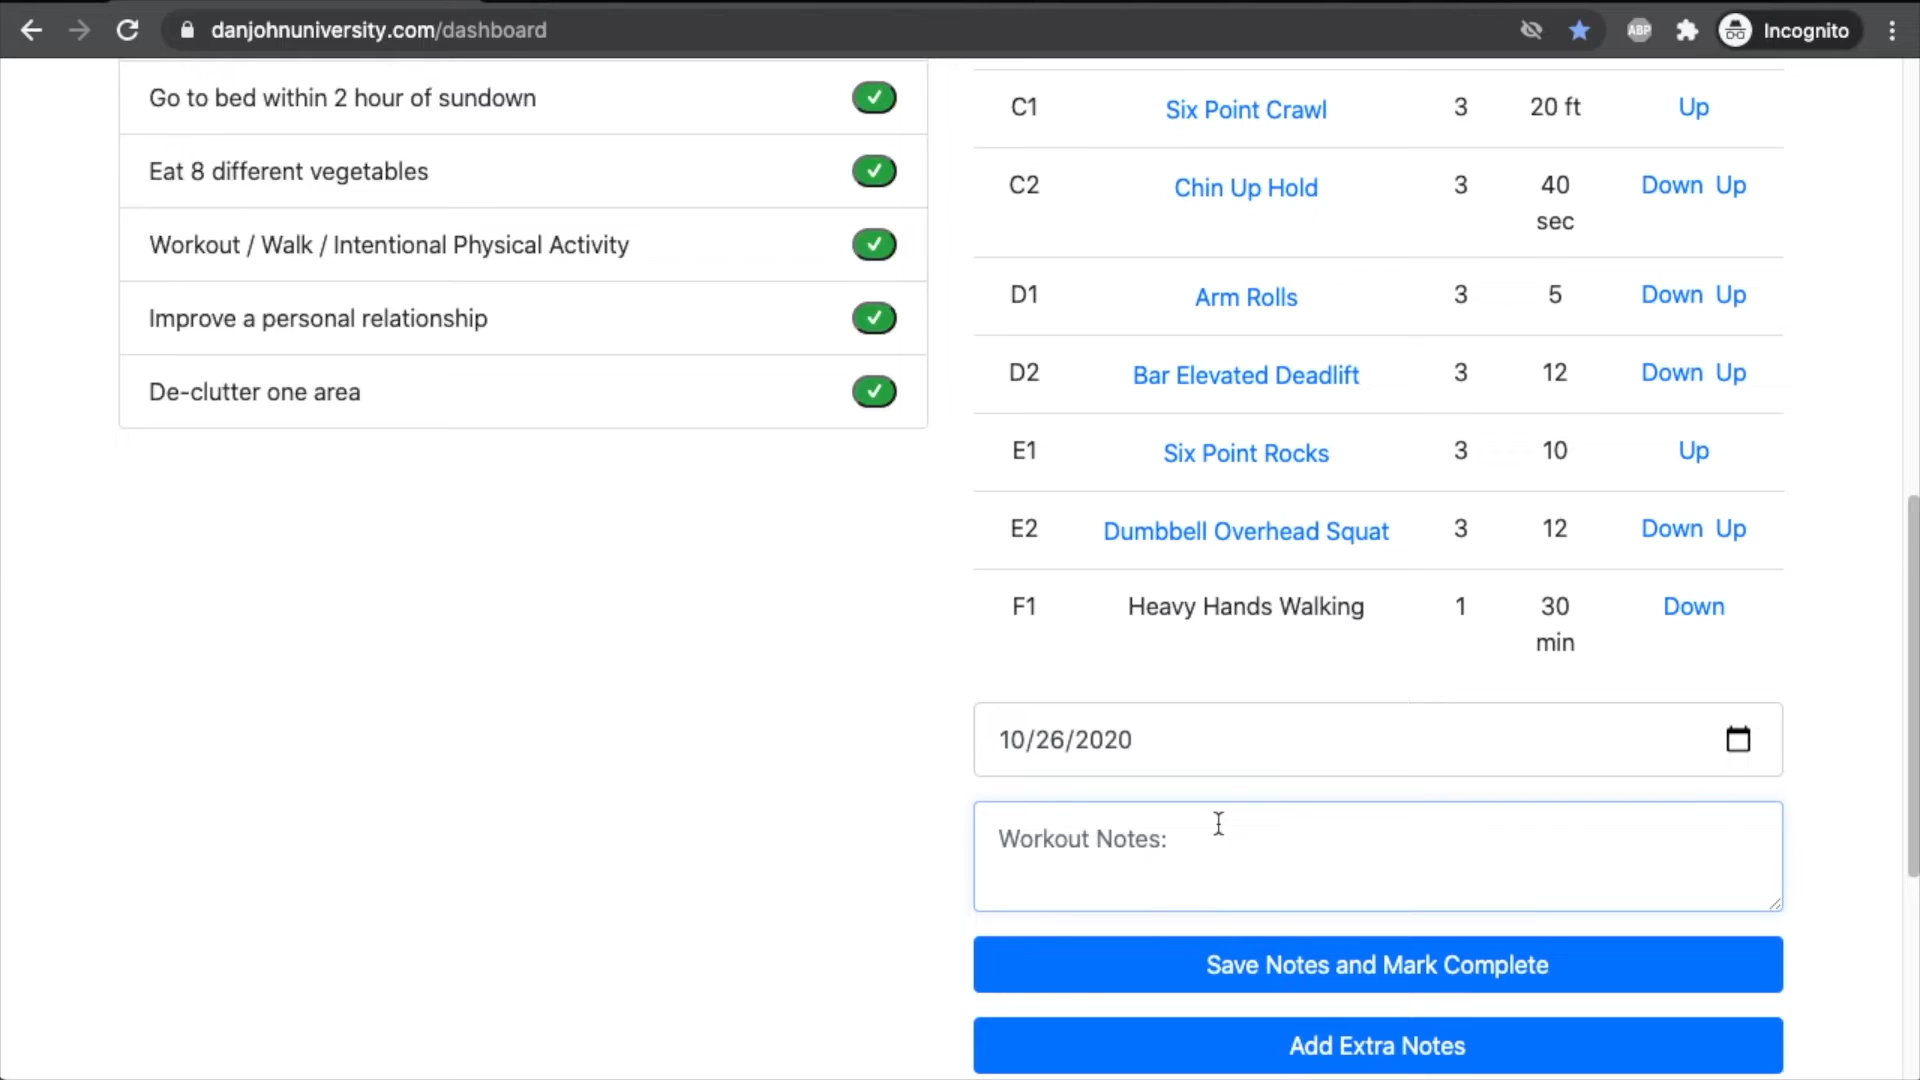 danjohnuniversity.com/dashboard
ABP
Incognito
Go to bed within 2 hour of sundown
Eat 8 different vegetables
Workout / Walk / Intentional Physical Activity
Improve a personal relationship
De-clutter one area
C1 Six Point Crawl 3 20 ft Up
C2 Chin Up Hold 3 40 Down Up
sec
D1 Arm Rolls 3 5 Down Up
D2 Bar Elevated Deadlift 3 12 Down Up
E1 Six Point Rocks 3 10 Up
E2 Dumbbell Overhead Squat 3 12 Down Up
F1 Heavy Hands Walking 1 30 Down
min
10/26/2020
Workout Notes:
Save Notes and Mark Complete
Add Extra Notes